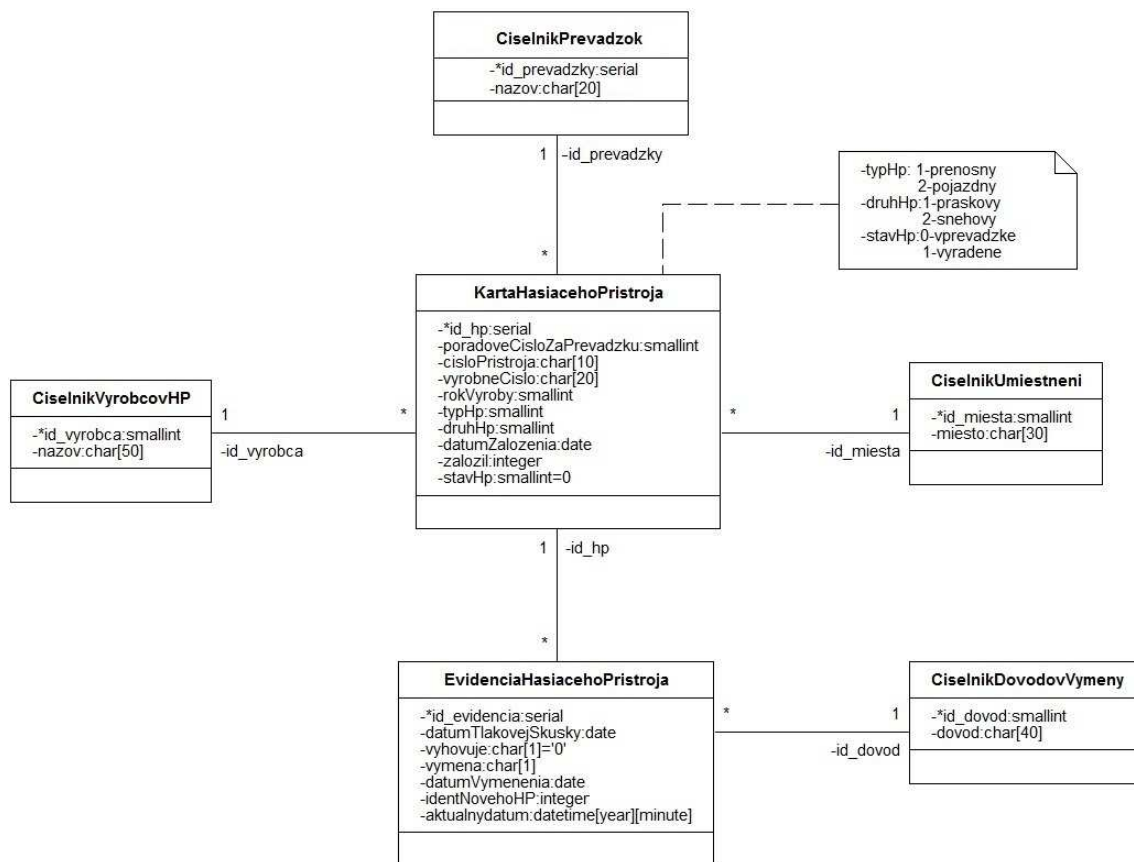 CiselnikPrevadzok
-*id_prevadzky:serial
-nazov:char[20]
1
-id_prevadzky
*
-typHp: 1-prenosny
2-pojazdny
-druhHp:1-praskovy
2-snehovy
-stavHp:0-vprevadzke
1-vyradene
KartaHasiacehoPristroja
-*id_hp:serial
-poradoveCisloZaPrevadzku:smallint
-cisloPristroja:char[10]
-vyrobneCislo:char[20]
-rokVyroby:smallint
-typHp:smallint
-druhHp:smallint
-datumZalozenia:date
-zalozil:integer
-stavHp:smallint=0
CiselnikVyrobcovHP
-*id_vyrobca:smallint
-nazov:char[50]
1
-id_vyrobca
*
CiselnikUmiestneni
-*id_miesta:smallint
-miesto:char[30]
*
1
-id_miesta
1
-id_hp
*
EvidenciaHasiacehoPristroja
-*id_evidencia:serial
-datumTlakovejSkusky:date
-vyhovuje:char[1]='0'
-vymena:char[1]
-datumVymenenia:date
-identNovehoHP:integer
-aktualnydatum:datetime[year][minute]
*
1
-id_dovod
CiselnikDovodovVymeny
-*id_dovod:smallint
-dovod:char[40]